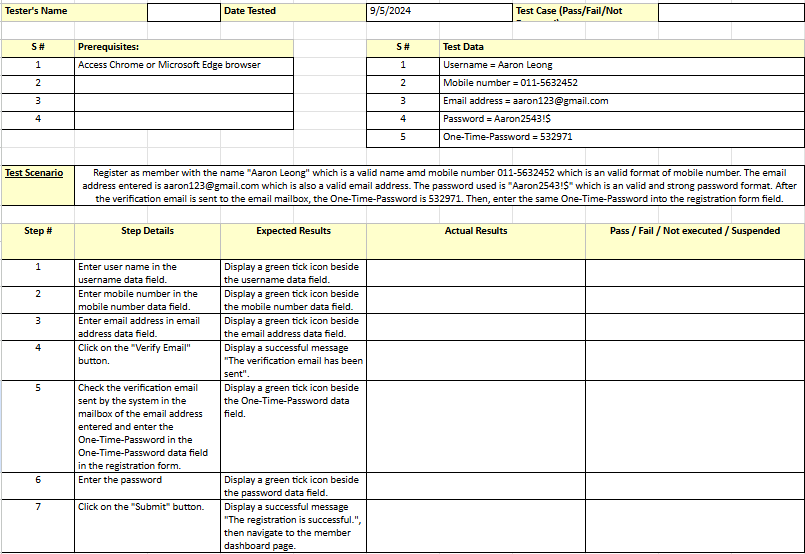 Tester's Name
Date Tested
9/5/2024
Test Case (Pass/Fail/Not
S #
Prerequisites:
1
Access Chrome or Microsoft Edge browser
2
3
4
S #
Test Data
1
Username = Aaron Leong
2
Mobile number = 011-5632452
3
Email address = aaron123@gmail.com
4
Password = Aaron2543!$
5
One-Time-Password = 532971
Test Scenario
Register as member with the name "Aaron Leong" which is a valid name amd mobile number 011-5632452 which is an valid format of mobile number. The email
address entered is aaron123@gmail.com which is also a valid email address. The password used is "Aaron2543!$" which is an valid and strong password format. After
the verification email is sent to the email mailbox, the One-Time-Password is 532971. Then, enter the same One-Time-Password into the registration form field.
Step #
Step Details
Expected Results
Actual Results
Pass / Fail / Not executed / Suspended
1
Enter user name in the
username data field.
Display a green tick icon beside
the username data field.
2
Enter mobile number in the
mobile number data field.
Display a green tick icon beside
the mobile number data field.
3
Enter email address in email
address data field.
Display a green tick icon beside
the email address data field.
4
Click on the "Verify Email"
button.
Display a successful message
"The verification email has been
sent".
5
Check the verification email
sent by the system in the
mailbox of the email address
entered and enter the
One-Time-Password in the
One-Time-Password data field
in the registration form.
Display a green tick icon beside
the One-Time-Password data
field.
6
Enter the password
Display a green tick icon beside
the password data field.
7
Click on the "Submit" button.
Display a successful message
"The registration is successful.",
then navigate to the member
dashboard page.